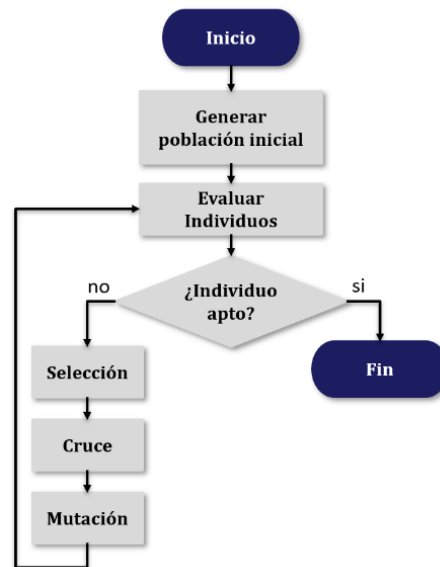 Inicio
Generar
población inicial
Evaluar
Individuos
¿Individuo
apto?
no
si
Selección
Fin
Cruce
Mutación